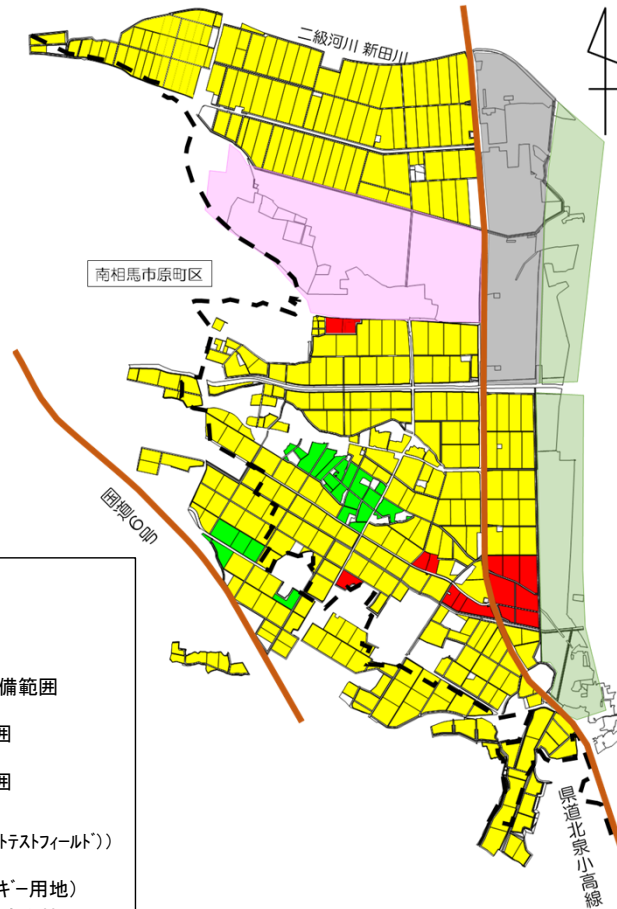 二級河川 新田川
南相馬市原町区
国道6号
備範囲
囲
囲
トテストフィールド))
ギー用地)
県道北泉小高線